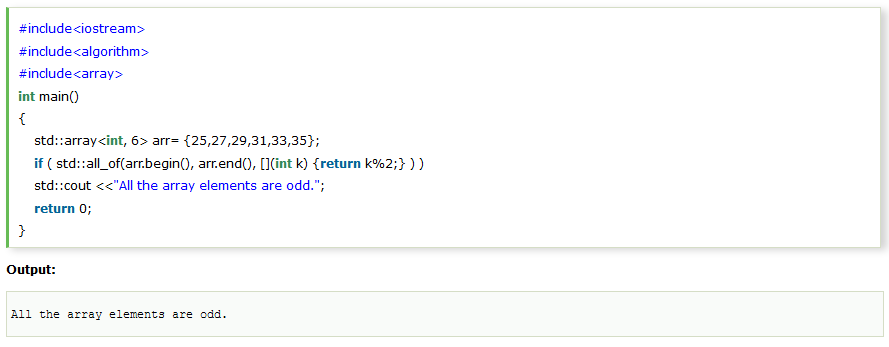 #include<iostream>
#include<algorithm>
#include<array>
int main()
{
std::array<int, 6> arr= {25,27,29,31,33,35};
if ( std::all_of(arr.begin(), arr.end(), [](int k) {return k%2;} ) )
std::cout <<"All the array elements are odd.";
return 0;
}
Output:
All the array elements are odd.